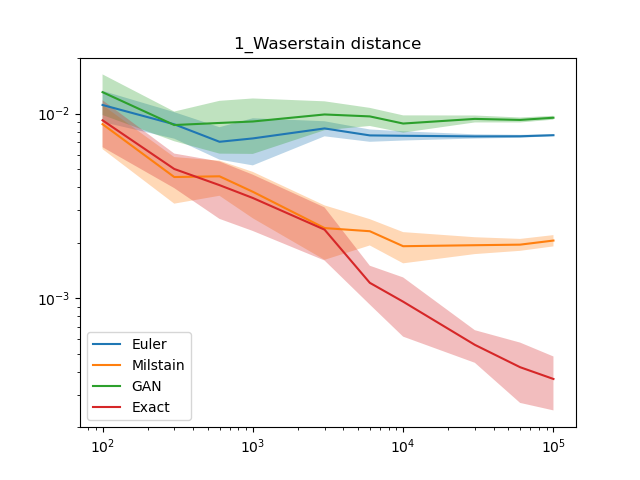 1_Waserstain distance
10⁻²
10⁻³
Euler
Milstain
GAN
Exact
10² 10³ 10⁴ 10⁵